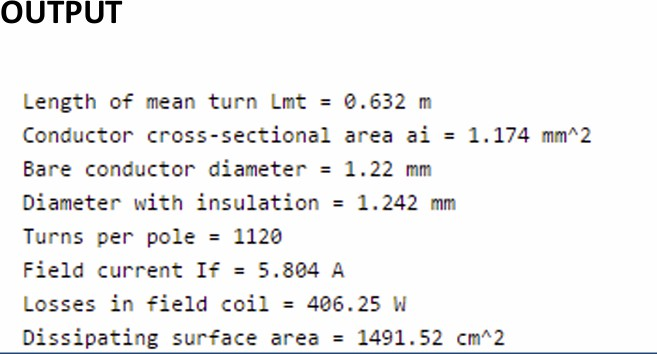 OUTPUT
Length of mean turn Lmt = 0.632 m
Conductor cross-sectional area ai = 1.174 mm^2
Bare conductor diameter = 1.22 mm
Diameter with insulation = 1.242 mm
Turns per pole = 1120
Field current If = 5.804 A
Losses in field coil = 406.25 W
Dissipating surface area = 1491.52 cm^2